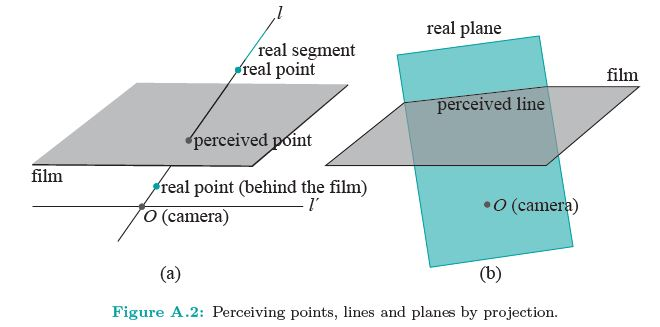 l
real segment
real point
perceived point
film
real point (behind the film)
l′
O (camera)
(a)
real plane
film
perceived line
O (camera)
(b)
Figure A.2: Perceiving points, lines and planes by projection.